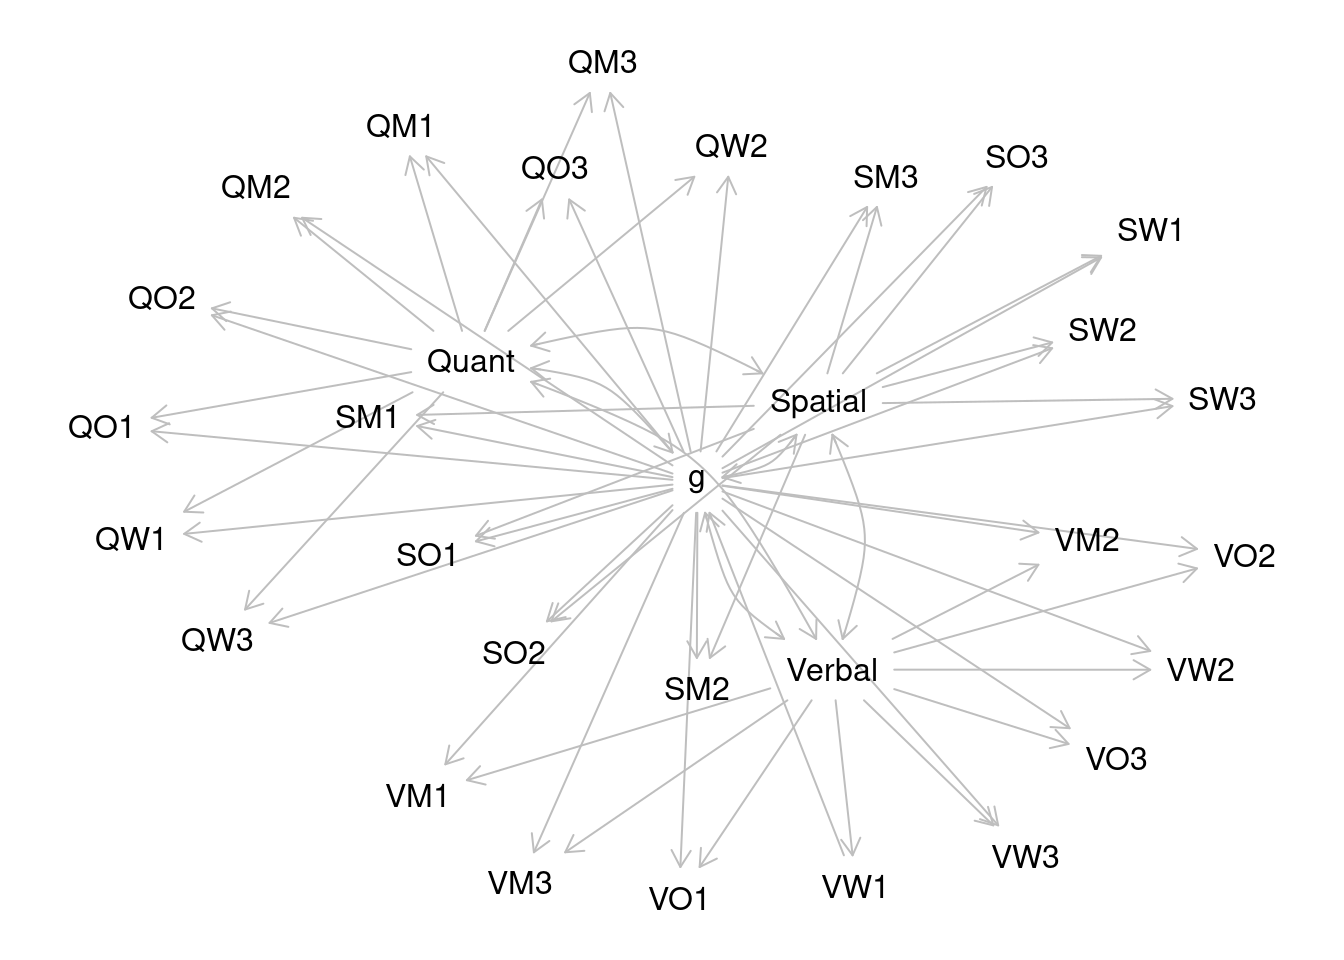 QM3
QM1
QO3
QW2
SM3
SO3
QM2
SW1
QO2
SW2
Quant
Spatial
SW3
SM1
QO1
g
QW1
SO1
VM2
VO2
QW3
SO2
SM2
Verbal
VW2
VO3
VM1
VW3
VM3
VO1
VW1